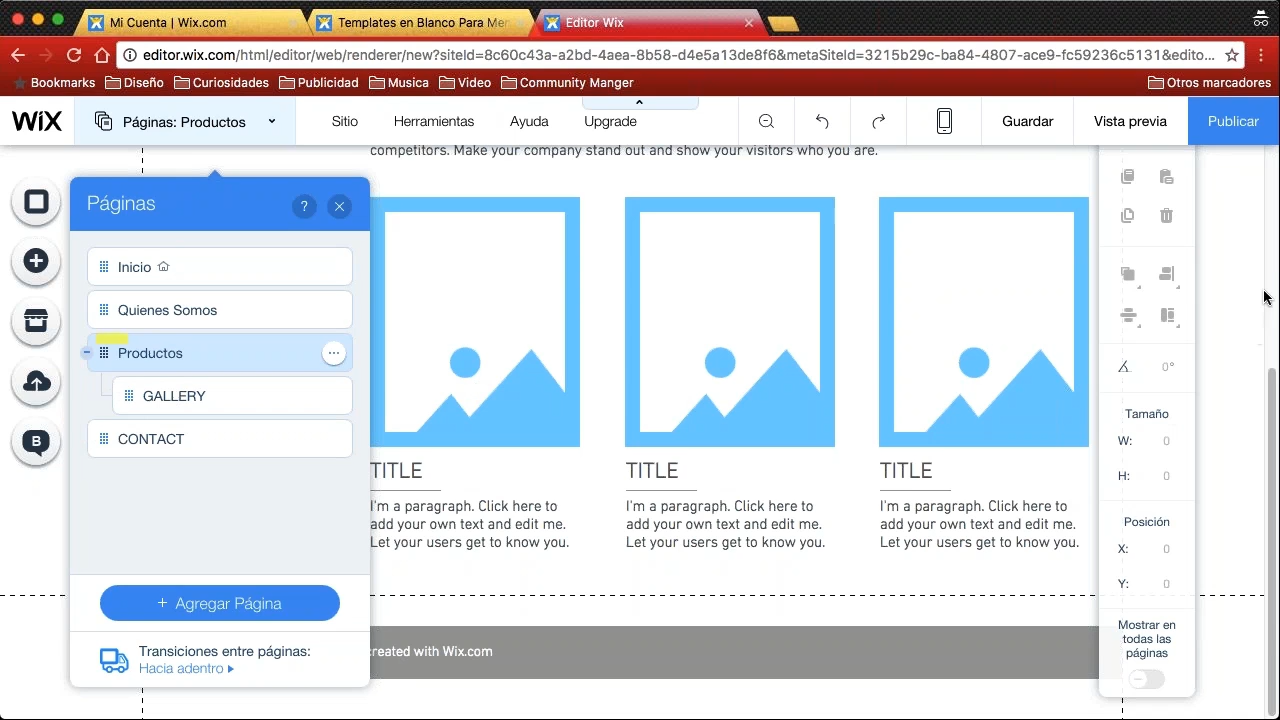 Mi Cuenta | Wix.com
Templates en Blanco Para Mer
Editor Wix
editor.wix.com/html/editor/web/renderer/new?siteId=8c60c43a-a2bd-4aea-8b58-d4e5a13de8f6&metaSiteId=3215b29c-ba84-4807-ace9-fc59236c5131&edito...
Bookmarks Diseño Curiosidades Publicidad Musica Video Community Manger Otros marcadores
WiX Páginas: Productos Sitio Herramientas Ayuda Upgrade Guardar Vista previa Publicar
competitors. Make your company stand out and show your visitors who you are.
Páginas ?
Inicio
Quienes Somos
Productos
GALLERY
CONTACT
+ Agregar Página
Transiciones entre páginas:
Hacia adentro
B
TITLE
I'm a paragraph. Click here to
add your own text and edit me.
Let your users get to know you.
TITLE
I'm a paragraph. Click here to
add your own text and edit me.
Let your users get to know you.
TITLE
I'm a paragraph. Click here to
add your own text and edit me.
Let your users get to know you.
created with Wix.com
0°
Tamaño
W: 0
H: 0
Posición
X: 0
Y: 0
Mostrar en
todas las
páginas